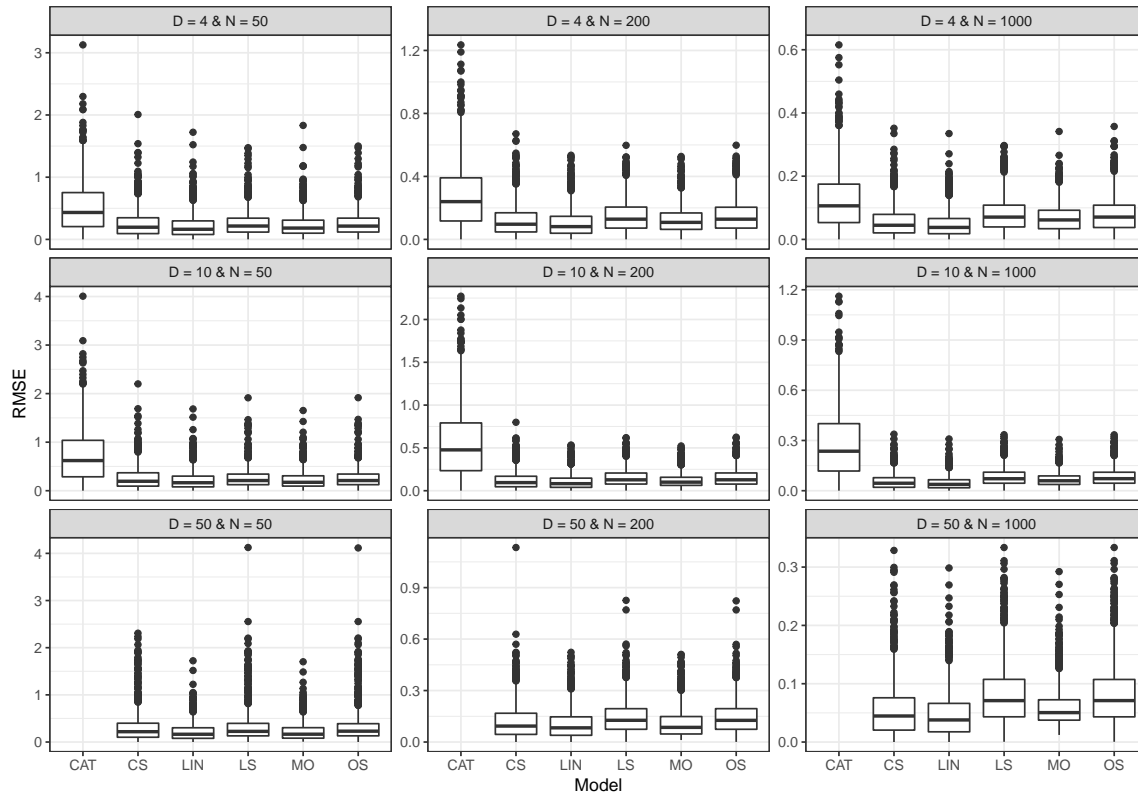 D = 4 & N = 50
D = 4 & N = 200
D = 4 & N = 1000
3
2
1
0
1.2
0.8
0.4
0.0
0.6
0.4
0.2
0.0
D = 10 & N = 50
D = 10 & N = 200
D = 10 & N = 1000
RMSE
4
3
2
1
0
2.0
1.5
1.0
0.5
0.0
1.2
0.9
0.6
0.3
0.0
D = 50 & N = 50
D = 50 & N = 200
D = 50 & N = 1000
4
3
2
1
0
0.9
0.6
0.3
0.0
0.3
0.2
0.1
0.0
CAT CS LIN LS MO OS
CAT CS LIN LS MO OS
CAT CS LIN LS MO OS
Model